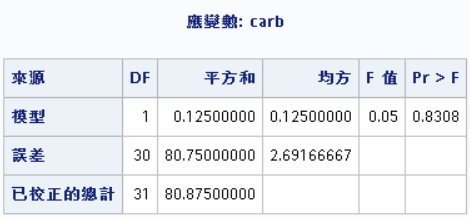 應變數: carb
來源 DF 平方和 均方 F 值 Pr > F
模型 1 0.12500000 0.12500000 0.05 0.8308
誤差 30 80.75000000 2.69166667
已校正的總計 31 80.87500000